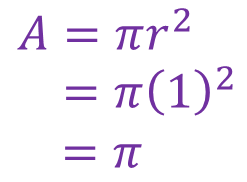 A = πr²
= π(1)²
= π